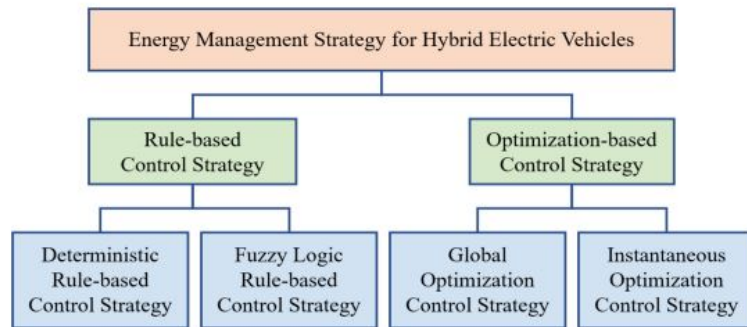 Energy Management Strategy for Hybrid Electric Vehicles
Rule-based
Control Strategy
Optimization-based
Control Strategy
Deterministic
Rule-based
Control Strategy
Fuzzy Logic
Rule-based
Control Strategy
Global
Optimization
Control Strategy
Instantaneous
Optimization
Control Strategy